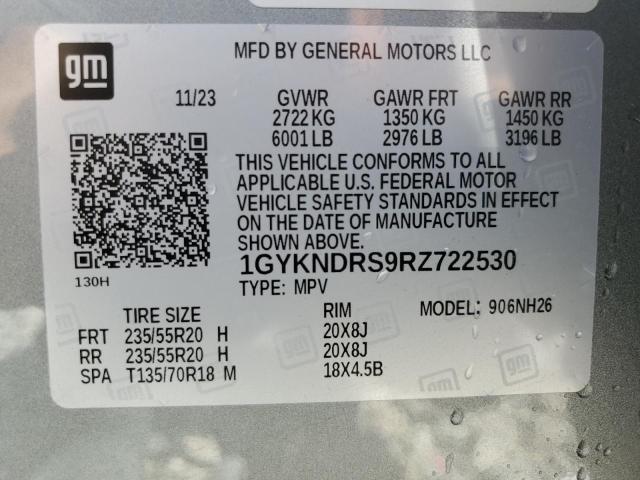 gm
MFD BY GENERAL MOTORS LLC
11/23 GVWR GAWR FRT GAWR RR
2722 KG 1350 KG 1450 KG
6001 LB 2976 LB 3196 LB
THIS VEHICLE CONFORMS TO ALL
APPLICABLE U.S. FEDERAL MOTOR
VEHICLE SAFETY STANDARDS IN EFFECT
ON THE DATE OF MANUFACTURE
SHOWN ABOVE.
1GYKNDRS9RZ722530
130H
TYPE: MPV
TIRE SIZE RIM MODEL: 906NH26
FRT 235/55R20 H 20X8J
RR 235/55R20 H 20X8J
SPA T135/70R18 M 18X4.5B